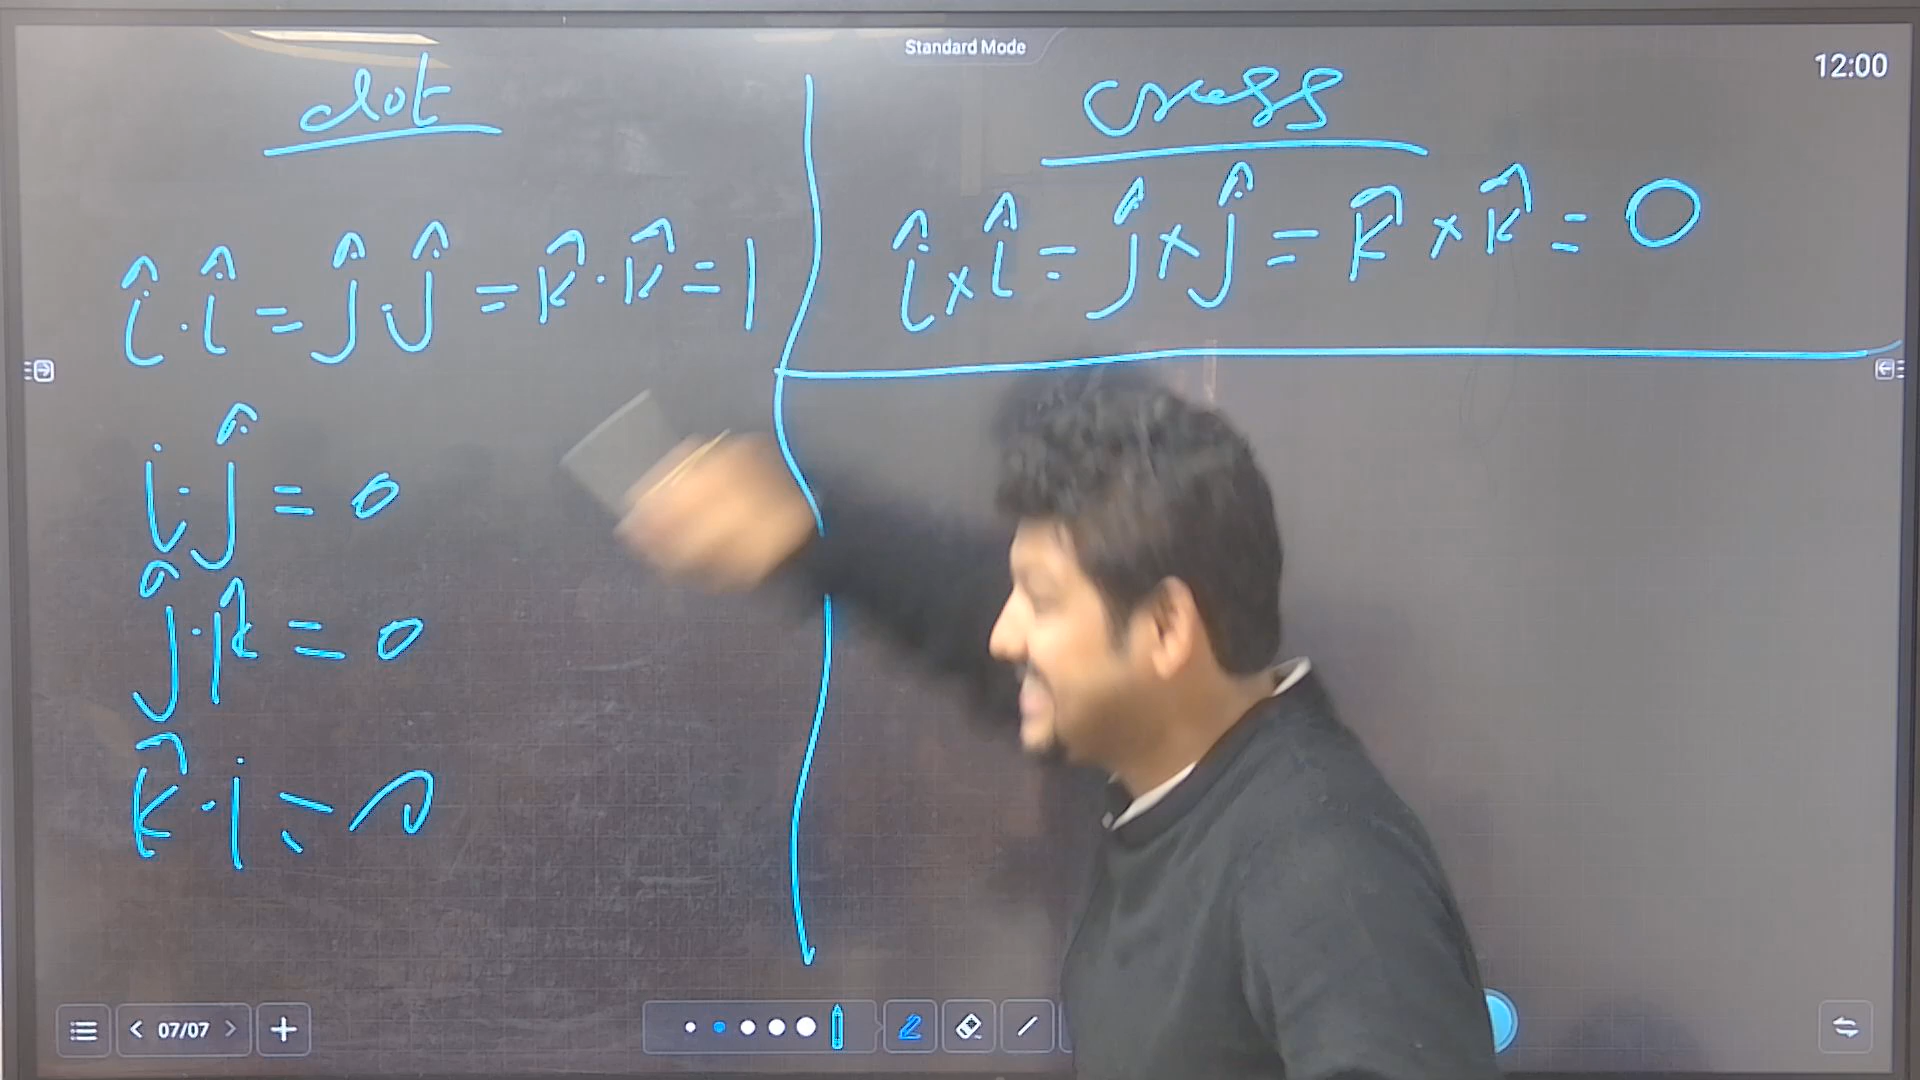 Standard Mode
12:00
dot
î·î = ĵ·ĵ = k̂·k̂ = 1
i·ĵ = 0
ĵ·k̂ = 0
k̂·i = 0
cross
î×î = ĵ×ĵ = k̂×k̂ = 0
07/07